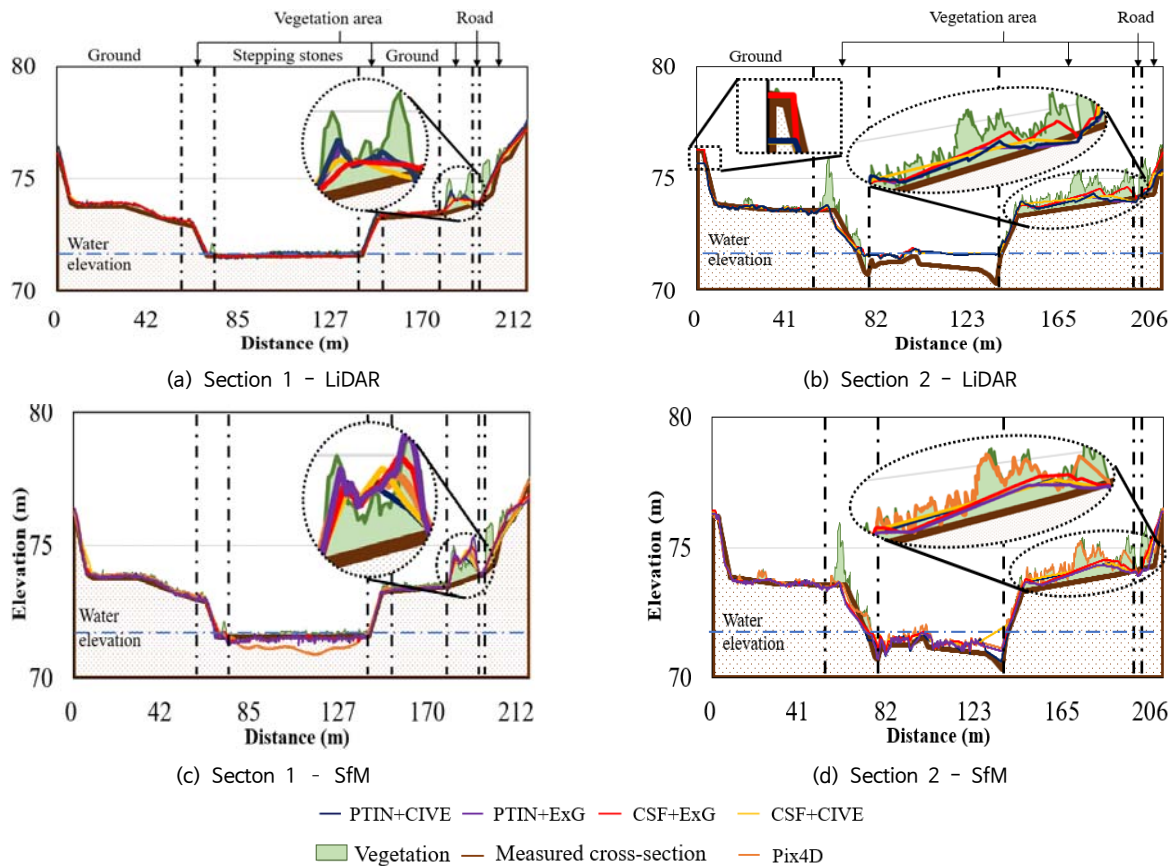 Vegetation area Road
Ground Stepping stones Ground
80
75
70
Water
elevation
0 42 85 127 170 212
Distance (m)
(a) Section 1 - LiDAR
Vegetation area Road
Ground
80
75
70
Water
elevation
0 41 82 123 165 206
Distance (m)
(b) Section 2 - LiDAR
80
75
70
Elevation (m)
Water
elevation
0 42 85 127 170 212
Distance (m)
(c) Secton 1 - SfM
80
75
70
Elevation (m)
Water
elevation
0 41 82 123 165 206
Distance (m)
(d) Section 2 - SfM
PTIN+CIVE PTIN+ExG CSF+ExG CSF+CIVE
Vegetation Measured cross-section Pix4D